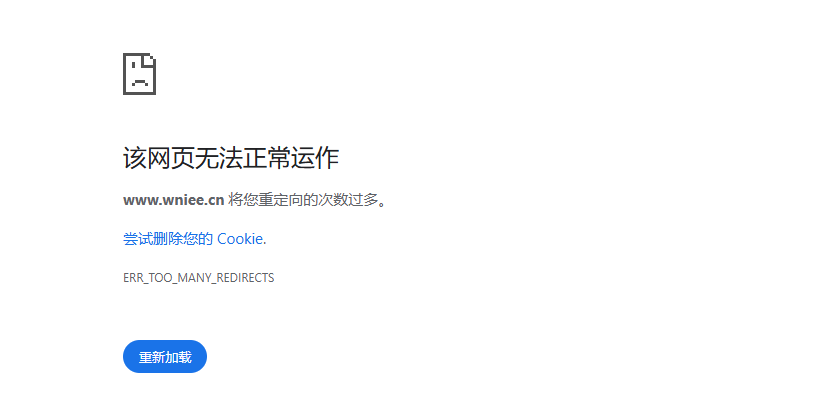 该网页无法正常运作
www.wniee.cn 将您重定向的次数过多。
尝试删除您的 Cookie.
ERR_TOO_MANY_REDIRECTS
重新加载